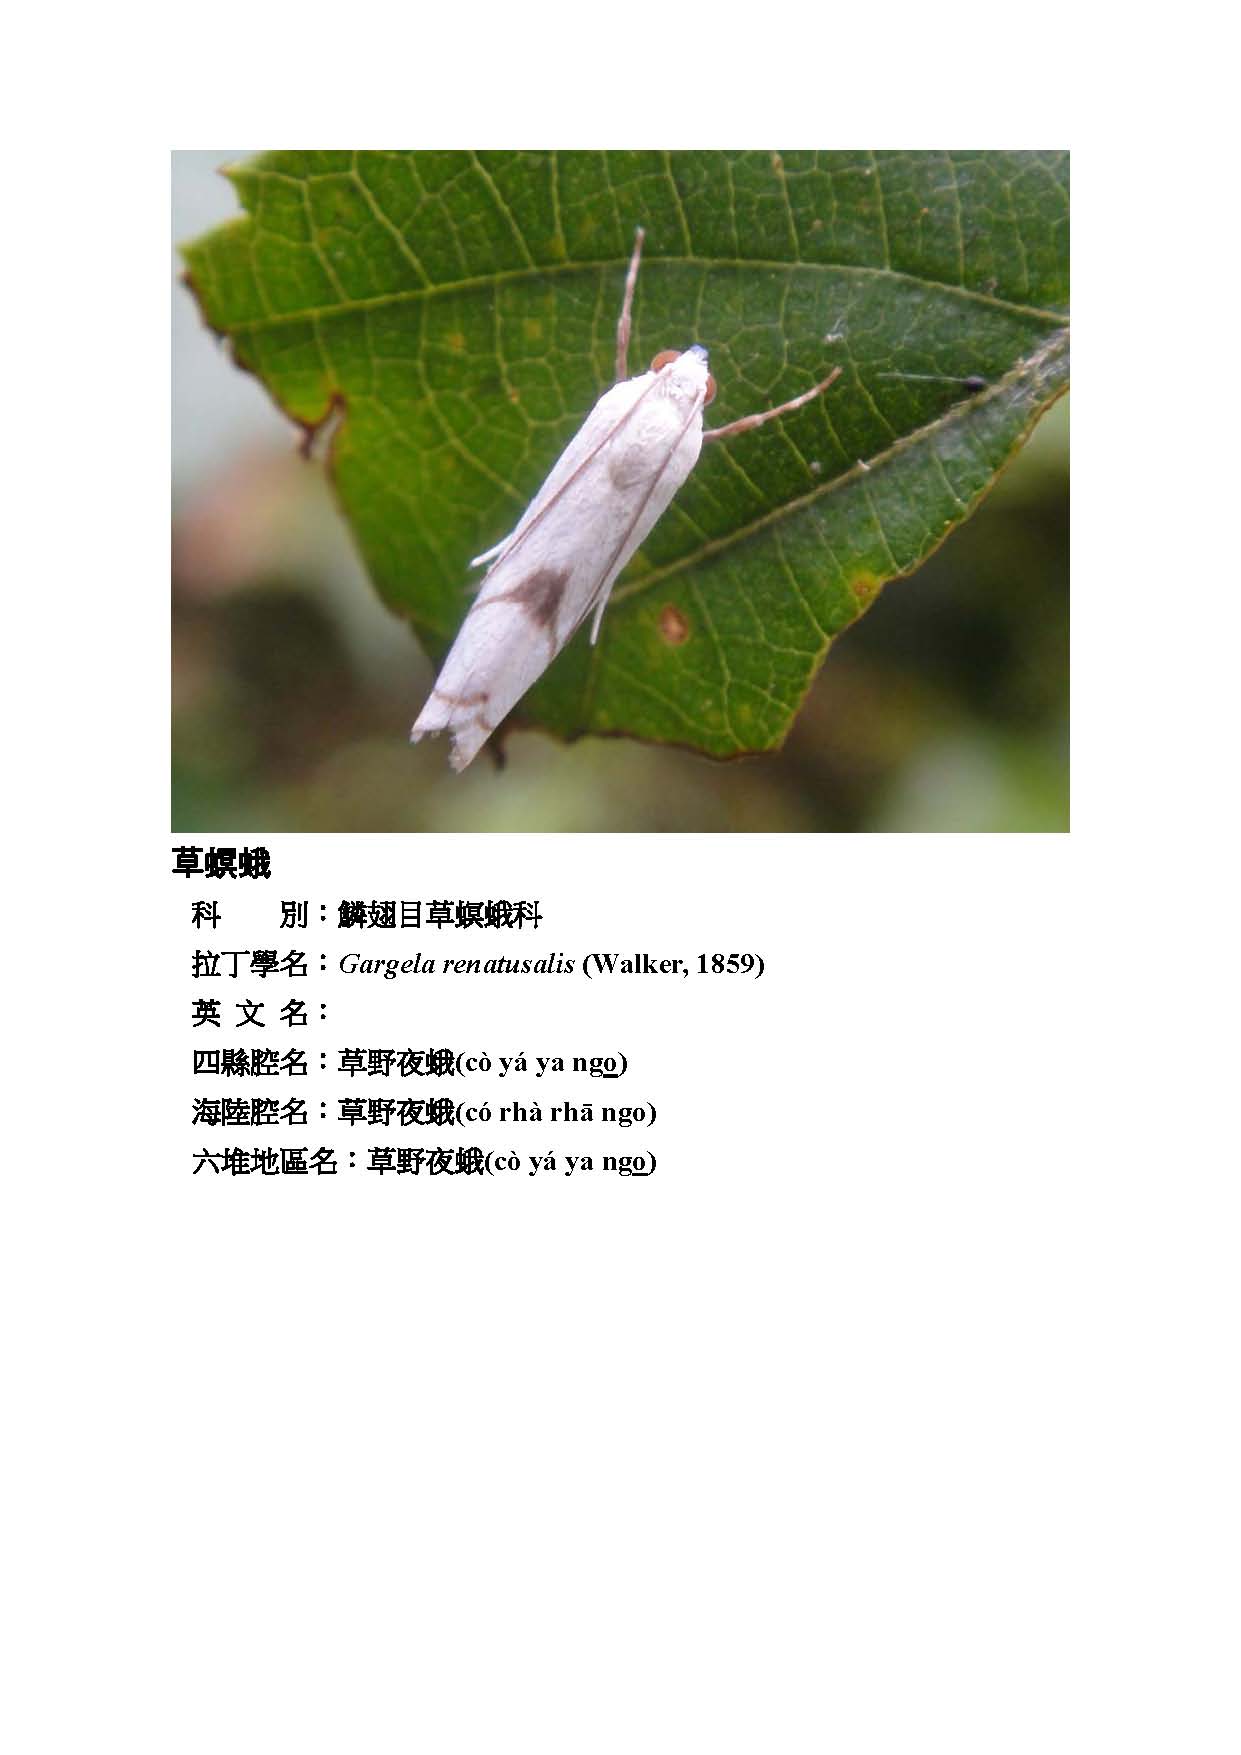 草螟蛾
科　　別：鱗翅目草螟蛾科
拉丁學名：Gargela renatusalis (Walker, 1859)
英 文 名：
四縣腔名：草野夜蛾(cò yá ya ngo)
海陸腔名：草野夜蛾(có rhà rhā ngo)
六堆地區名：草野夜蛾(cò yá ya ngo)